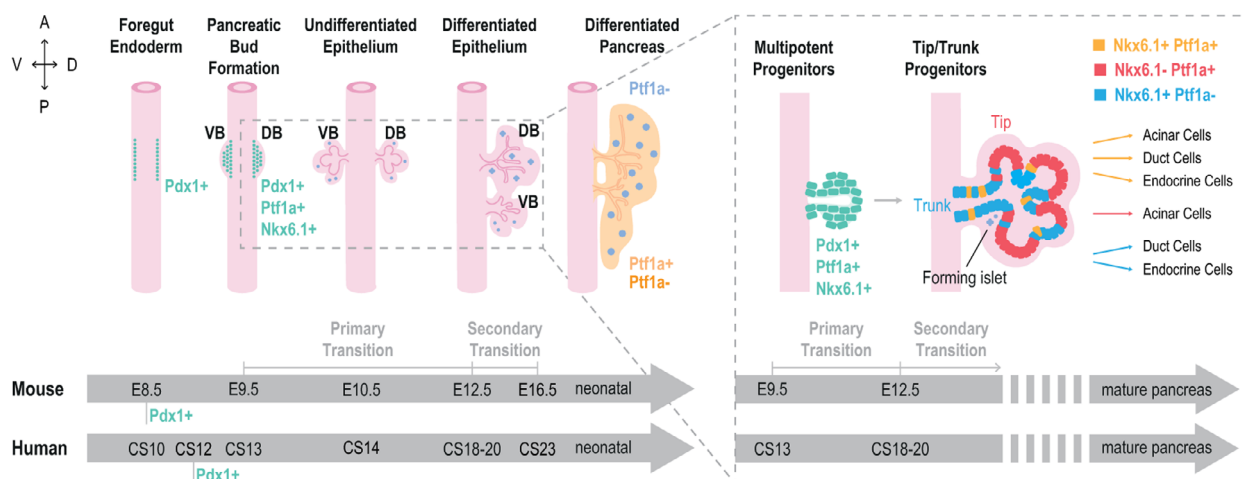 A
V
D
P
Foregut
Endoderm
Pancreatic
Bud
Formation
Undifferentiated
Epithelium
Differentiated
Epithelium
Differentiated
Pancreas
Pdx1+
VB
DB
Pdx1+
Ptf1a+
Nkx6.1+
VB
DB
DB
VB
Ptf1a-
Ptf1a+
Ptf1a-
Multipotent
Progenitors
Tip/Trunk
Progenitors
Nkx6.1+ Ptf1a+
Nkx6.1- Ptf1a+
Nkx6.1+ Ptf1a-
Pdx1+
Ptf1a+
Nkx6.1+
Tip
Trunk
Forming islet
Acinar Cells
Duct Cells
Endocrine Cells
Acinar Cells
Duct Cells
Endocrine Cells
Primary
Transition
Secondary
Transition
Mouse
E8.5
E9.5
E10.5
E12.5
E16.5
neonatal
Pdx1+
Human
CS10
CS12
CS13
CS14
CS18-20
CS23
neonatal
Pdx1+
Primary
Transition
Secondary
Transition
E9.5
E12.5
mature pancreas
CS13
CS18-20
mature pancreas